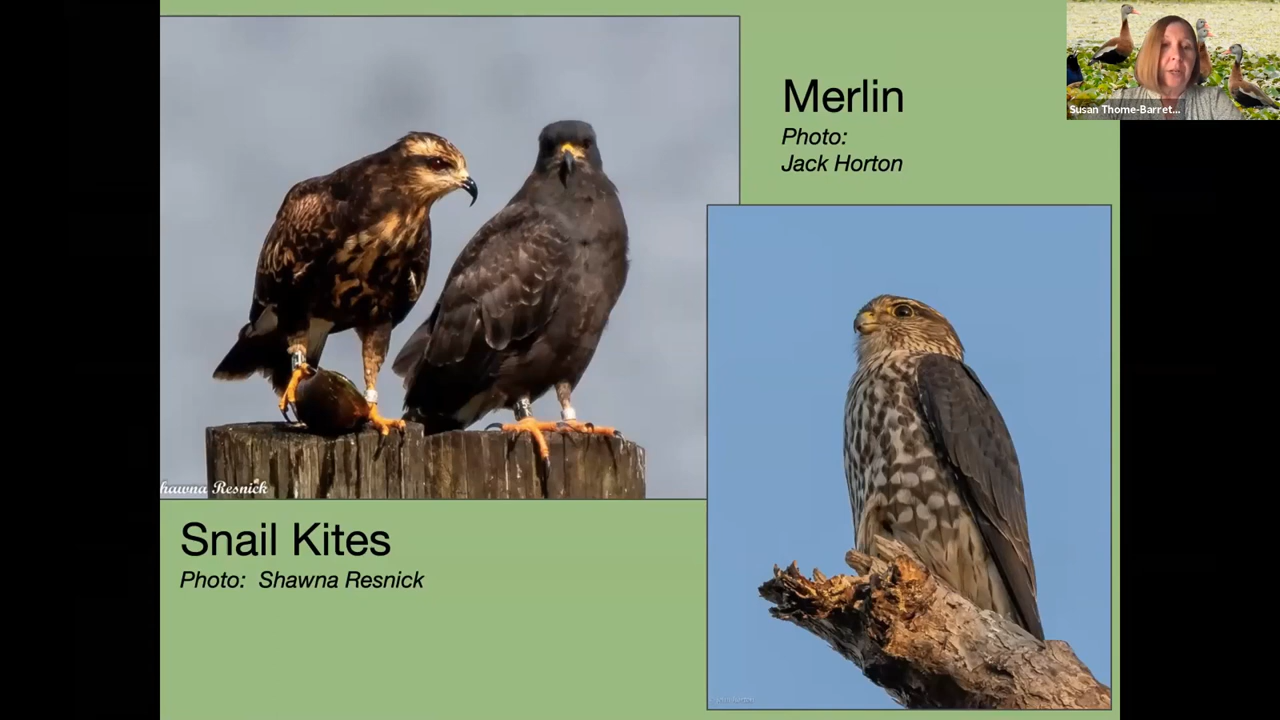 Merlin
Photo:
Jack Horton
Susan Thome-Barret...
hawna Resnick
Snail Kites
Photo: Shawna Resnick